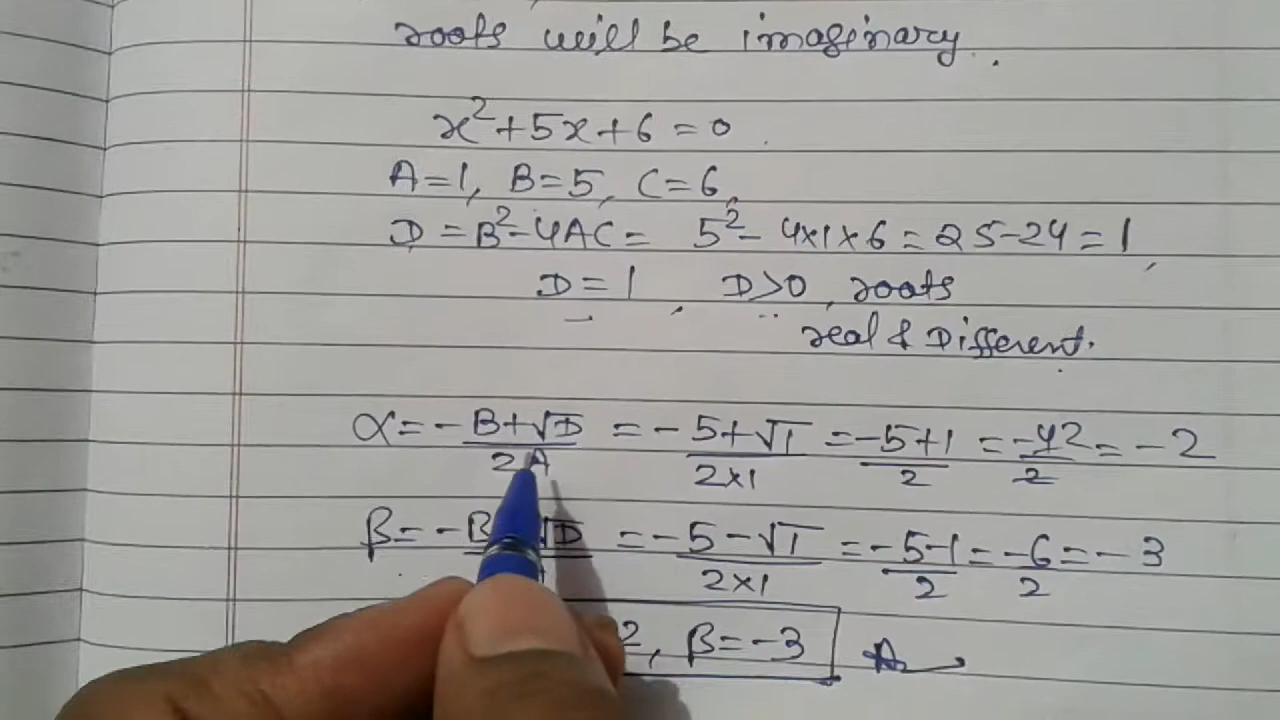 roots will be imaginary.
x²+5x+6=0
A=1, B=5, C=6,
D=B²-4AC= 5²-4×1×6=25-24=1,
D=1, D>0, roots
real & Different.
α=-B+√D/2A = -5+√1/2×1 = -5+1/2 = -4/2 = -2
β=-B √D = -5-√1/2×1 = -5-1/2 = -6/2 = -3
2, β=-3